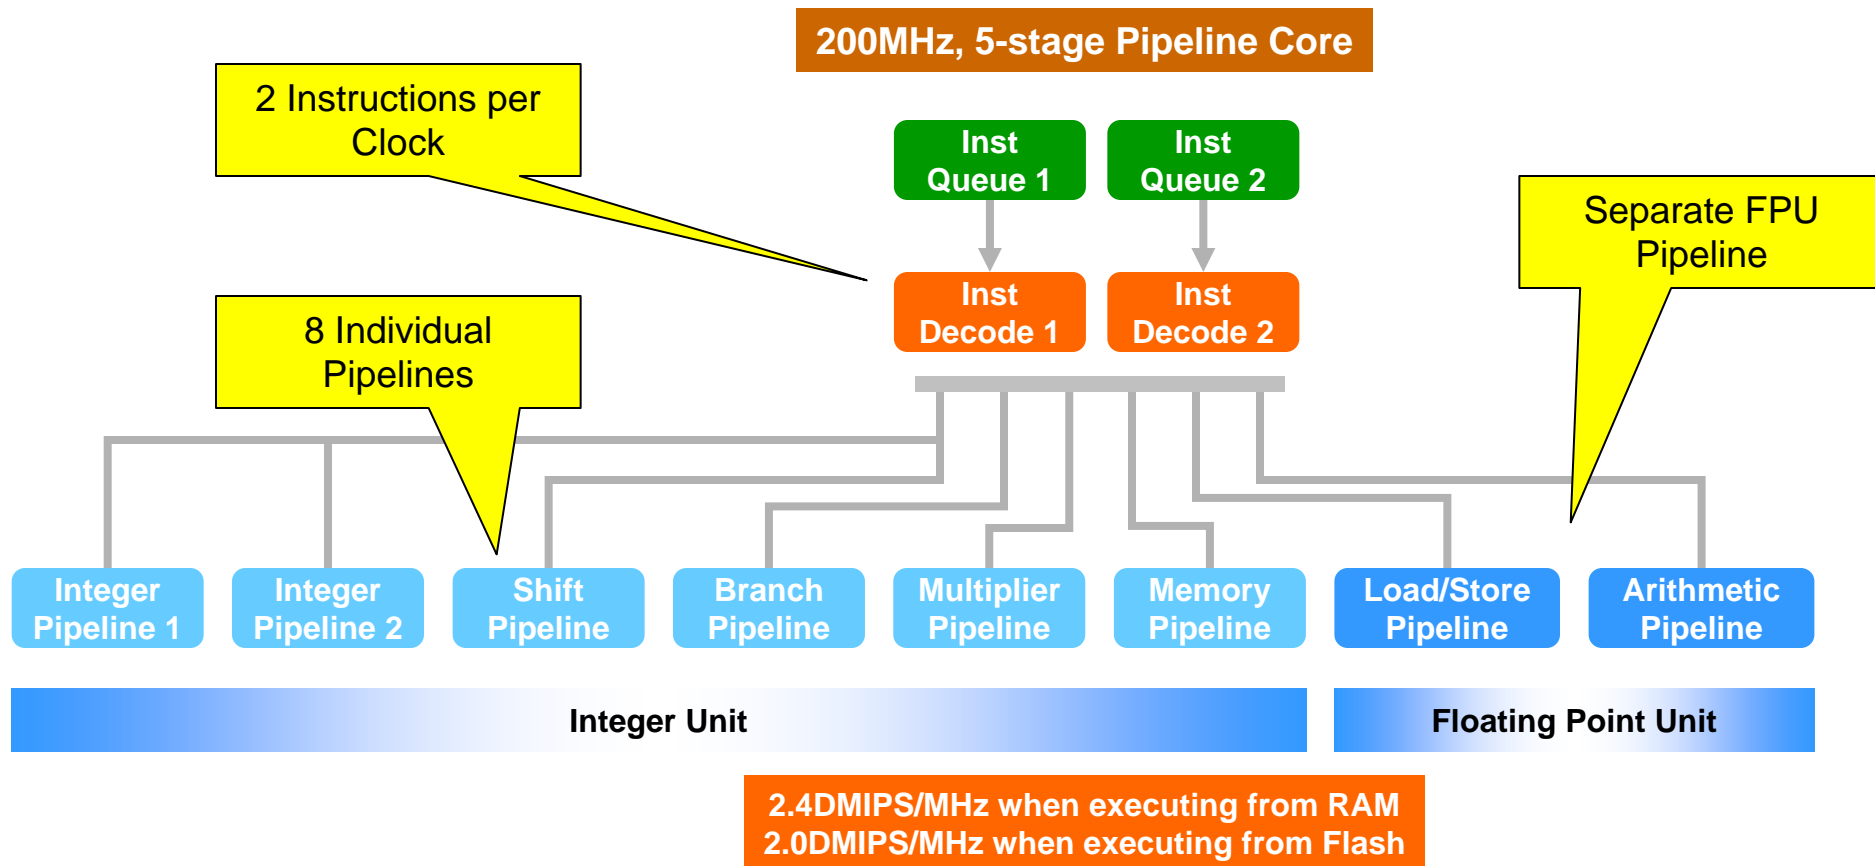 200MHz, 5-stage Pipeline Core
2 Instructions per
Clock
Inst
Queue 1
Inst
Queue 2
Separate FPU
Pipeline
Inst
Decode 1
Inst
Decode 2
8 Individual
Pipelines
Integer
Pipeline 1
Integer
Pipeline 2
Shift
Pipeline
Branch
Pipeline
Multiplier
Pipeline
Memory
Pipeline
Load/Store
Pipeline
Arithmetic
Pipeline
Integer Unit
Floating Point Unit
2.4DMIPS/MHz when executing from RAM
2.0DMIPS/MHz when executing from Flash